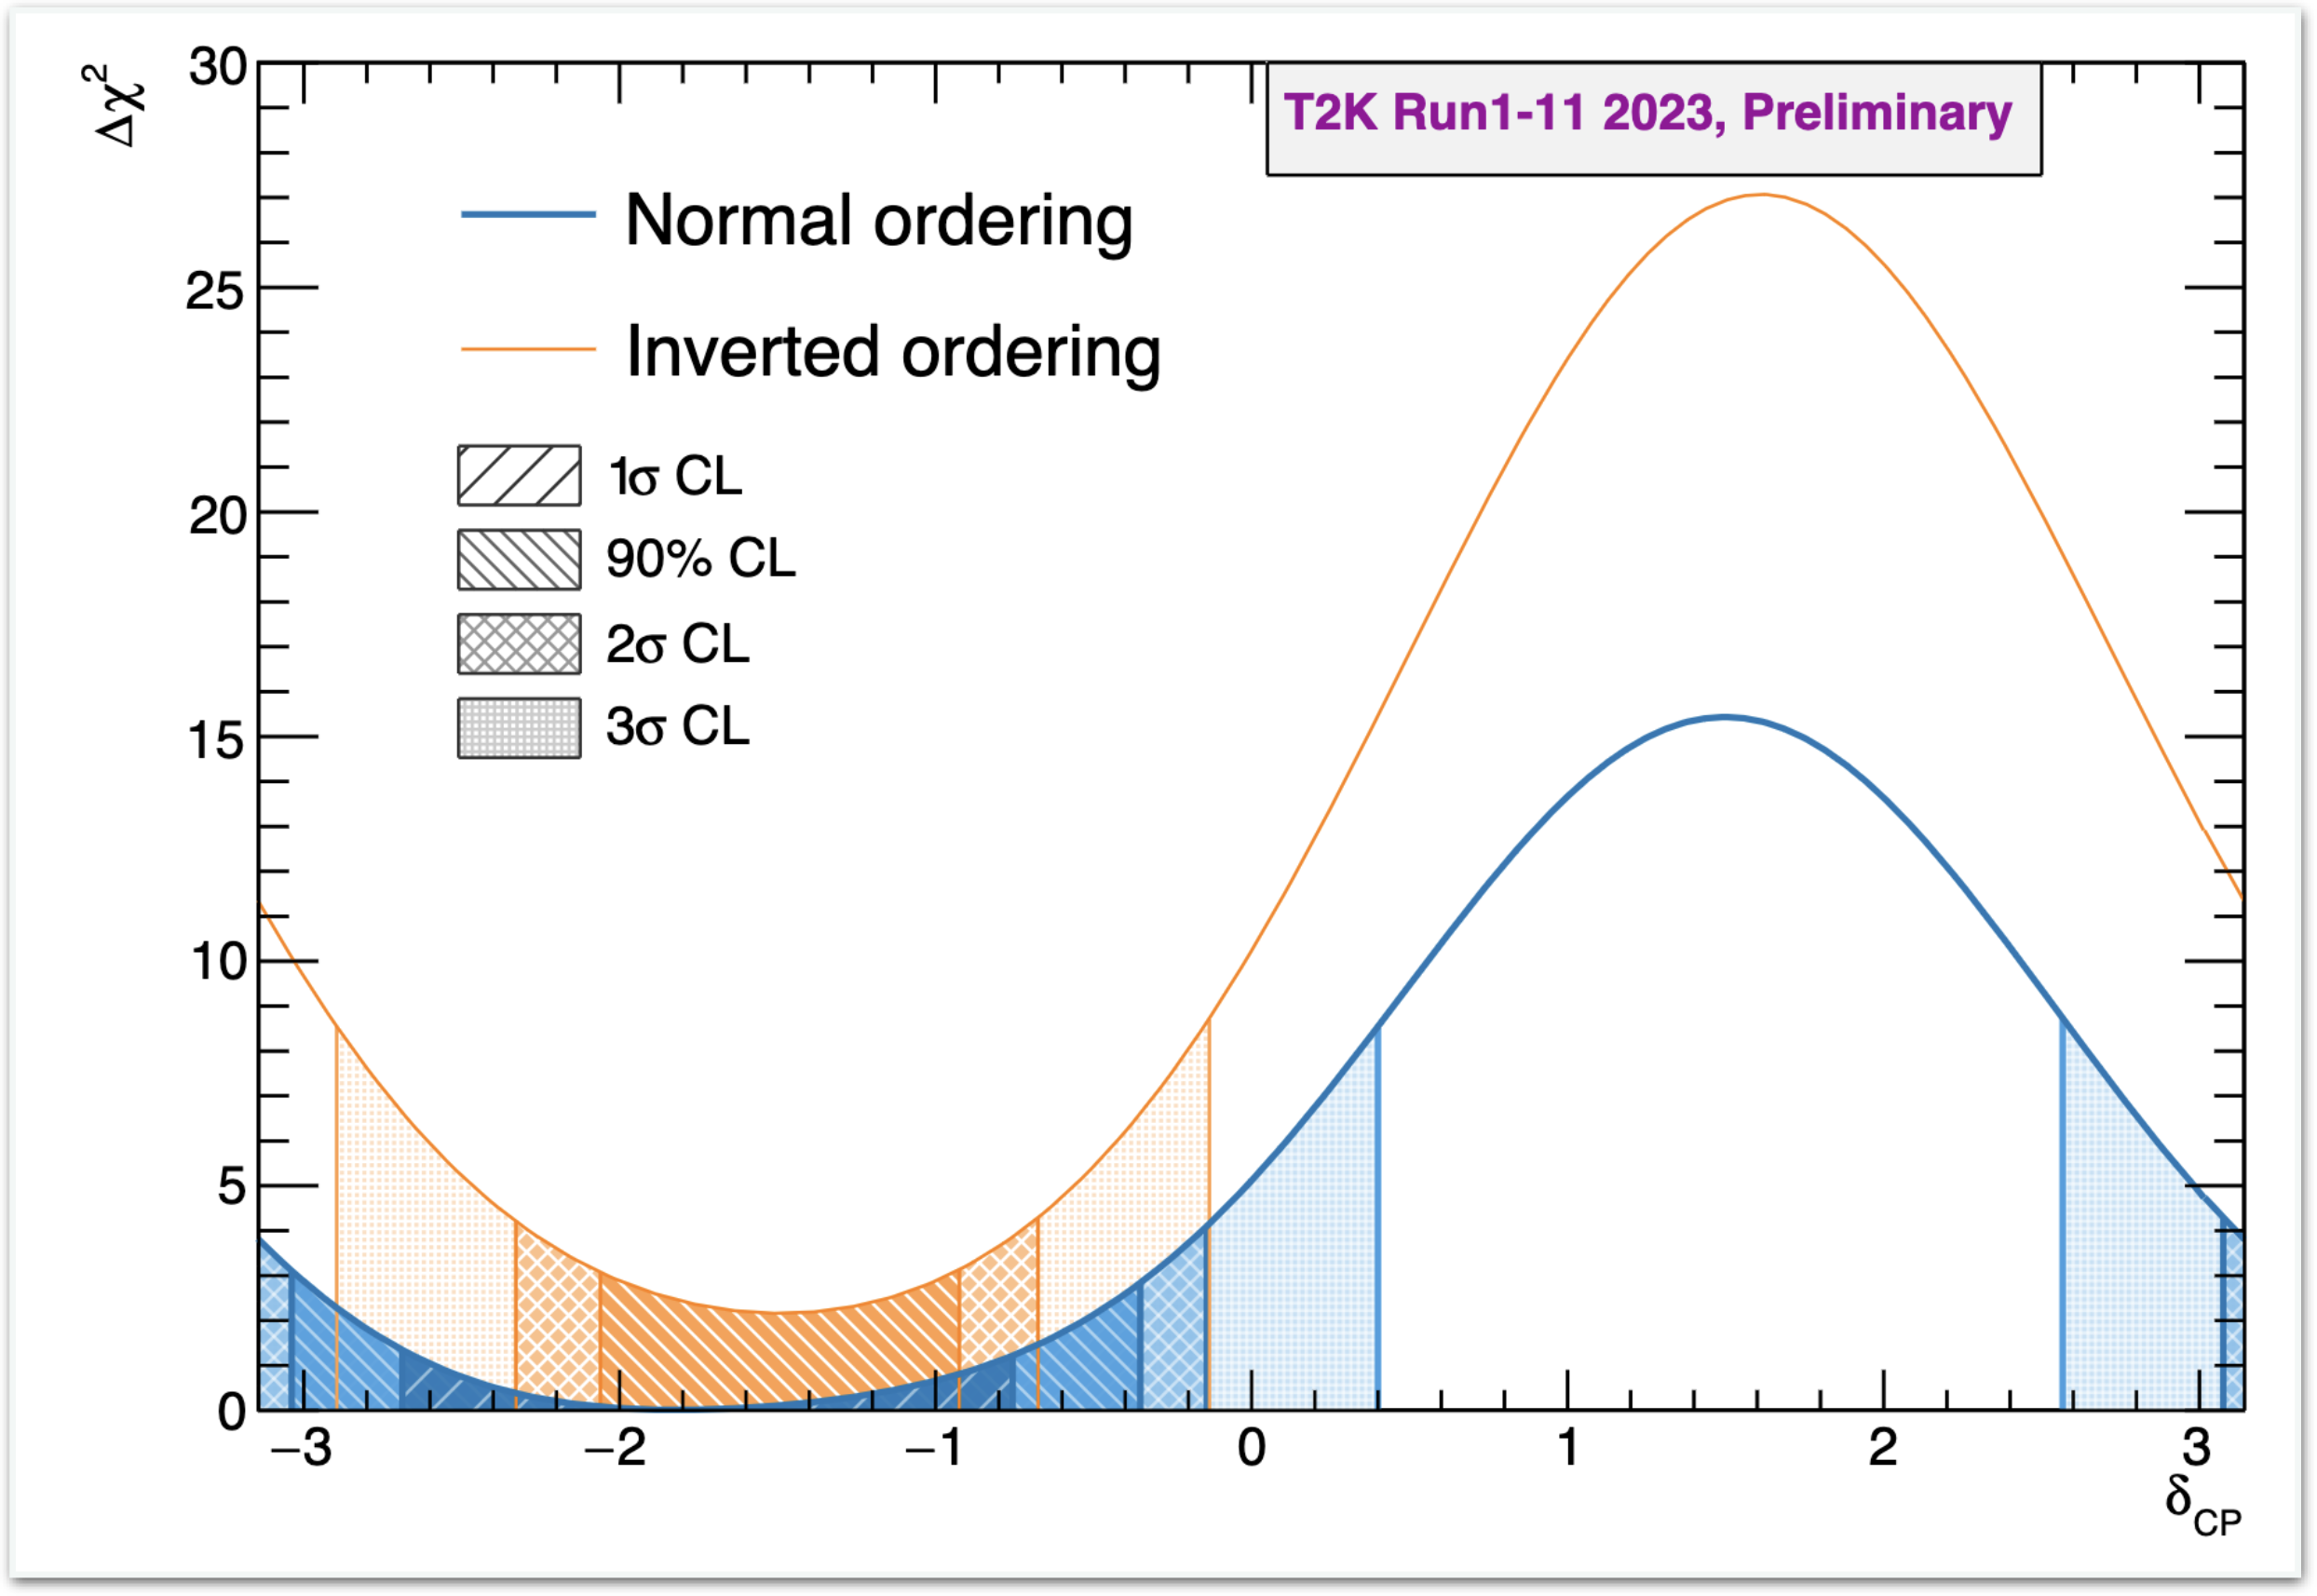 Δχ²
30
25
20
15
10
5
0
T2K Run1-11 2023, Preliminary
Normal ordering
Inverted ordering
1σ CL
90% CL
2σ CL
3σ CL
−3 −2 −1 0 1 2 3
δCP